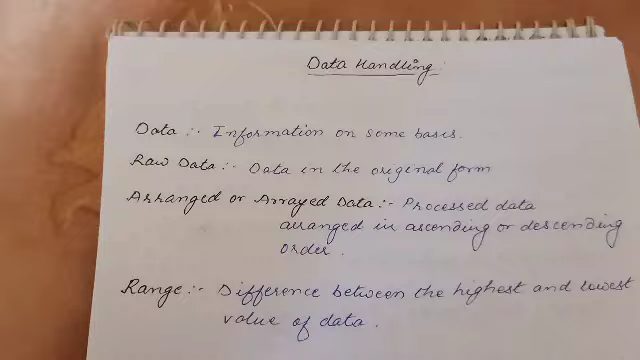 Data Handling
Data :- Information on some basis.
Raw Data :- Data in the original form
Arranged or Arrayed Data :- Processed data
arranged in ascending or descending
order.
Range :- Difference between the highest and lowest
value of data.